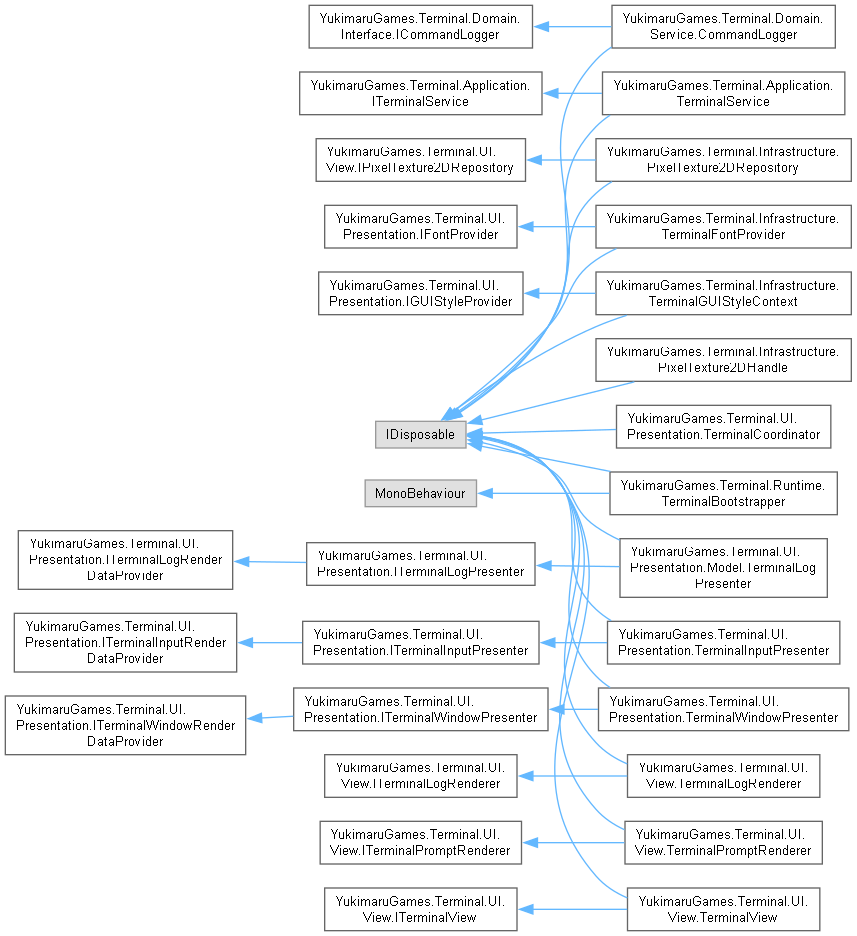 YukimaruGames.Terminal.Domain.
Interface.ICommandLogger
YukimaruGames.Terminal.Domain.
Service.CommandLogger
YukimaruGames.Terminal.Application.
ITerminalService
YukimaruGames.Terminal.Application.
TerminalService
YukimaruGames.Terminal.UI.
View.IPixelTexture2DRepository
YukimaruGames.Terminal.Infrastructure.
PixelTexture2DRepository
YukimaruGames.Terminal.UI.
Presentation.IFontProvider
YukimaruGames.Terminal.Infrastructure.
TerminalFontProvider
YukimaruGames.Terminal.UI.
Presentation.IGUIStyleProvider
YukimaruGames.Terminal.Infrastructure.
TerminalGUIStyleContext
YukimaruGames.Terminal.Infrastructure.
PixelTexture2DHandle
IDisposable
YukimaruGames.Terminal.UI.
Presentation.TerminalCoordinator
MonoBehaviour
YukimaruGames.Terminal.Runtime.
TerminalBootstrapper
YukimaruGames.Terminal.UI.
Presentation.ITerminalLogRender
DataProvider
YukimaruGames.Terminal.UI.
Presentation.ITerminalLogPresenter
YukimaruGames.Terminal.UI.
Presentation.Model.TerminalLog
Presenter
YukimaruGames.Terminal.UI.
Presentation.ITerminalInputRender
DataProvider
YukimaruGames.Terminal.UI.
Presentation.ITerminalInputPresenter
YukimaruGames.Terminal.UI.
Presentation.TerminalInputPresenter
YukimaruGames.Terminal.UI.
Presentation.ITerminalWindowRender
DataProvider
YukimaruGames.Terminal.UI.
Presentation.ITerminalWindowPresenter
YukimaruGames.Terminal.UI.
Presentation.TerminalWindowPresenter
YukimaruGames.Terminal.UI.
View.ITerminalLogRenderer
YukimaruGames.Terminal.UI.
View.TerminalLogRenderer
YukimaruGames.Terminal.UI.
View.ITerminalPromptRenderer
YukimaruGames.Terminal.UI.
View.TerminalPromptRenderer
YukimaruGames.Terminal.UI.
View.ITerminalView
YukimaruGames.Terminal.UI.
View.TerminalView